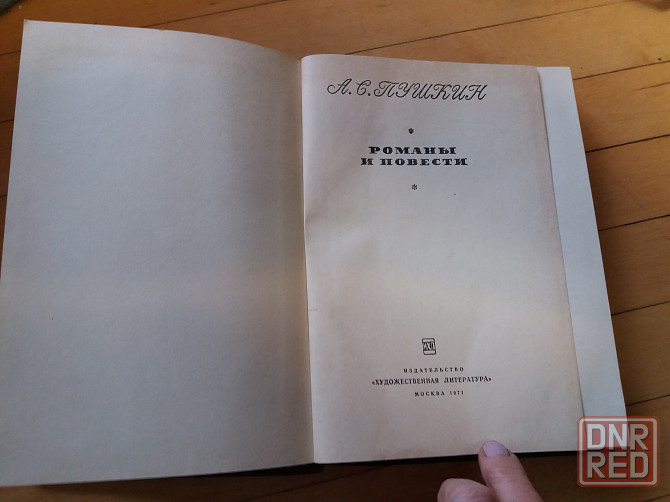 А. С. ПУШКИН
*
РОМАНЫ
И ПОВЕСТИ
*
ИЗДАТЕЛЬСТВО
«ХУДОЖЕСТВЕННАЯ ЛИТЕРАТУРА»
МОСКВА 1971
DNR
RED